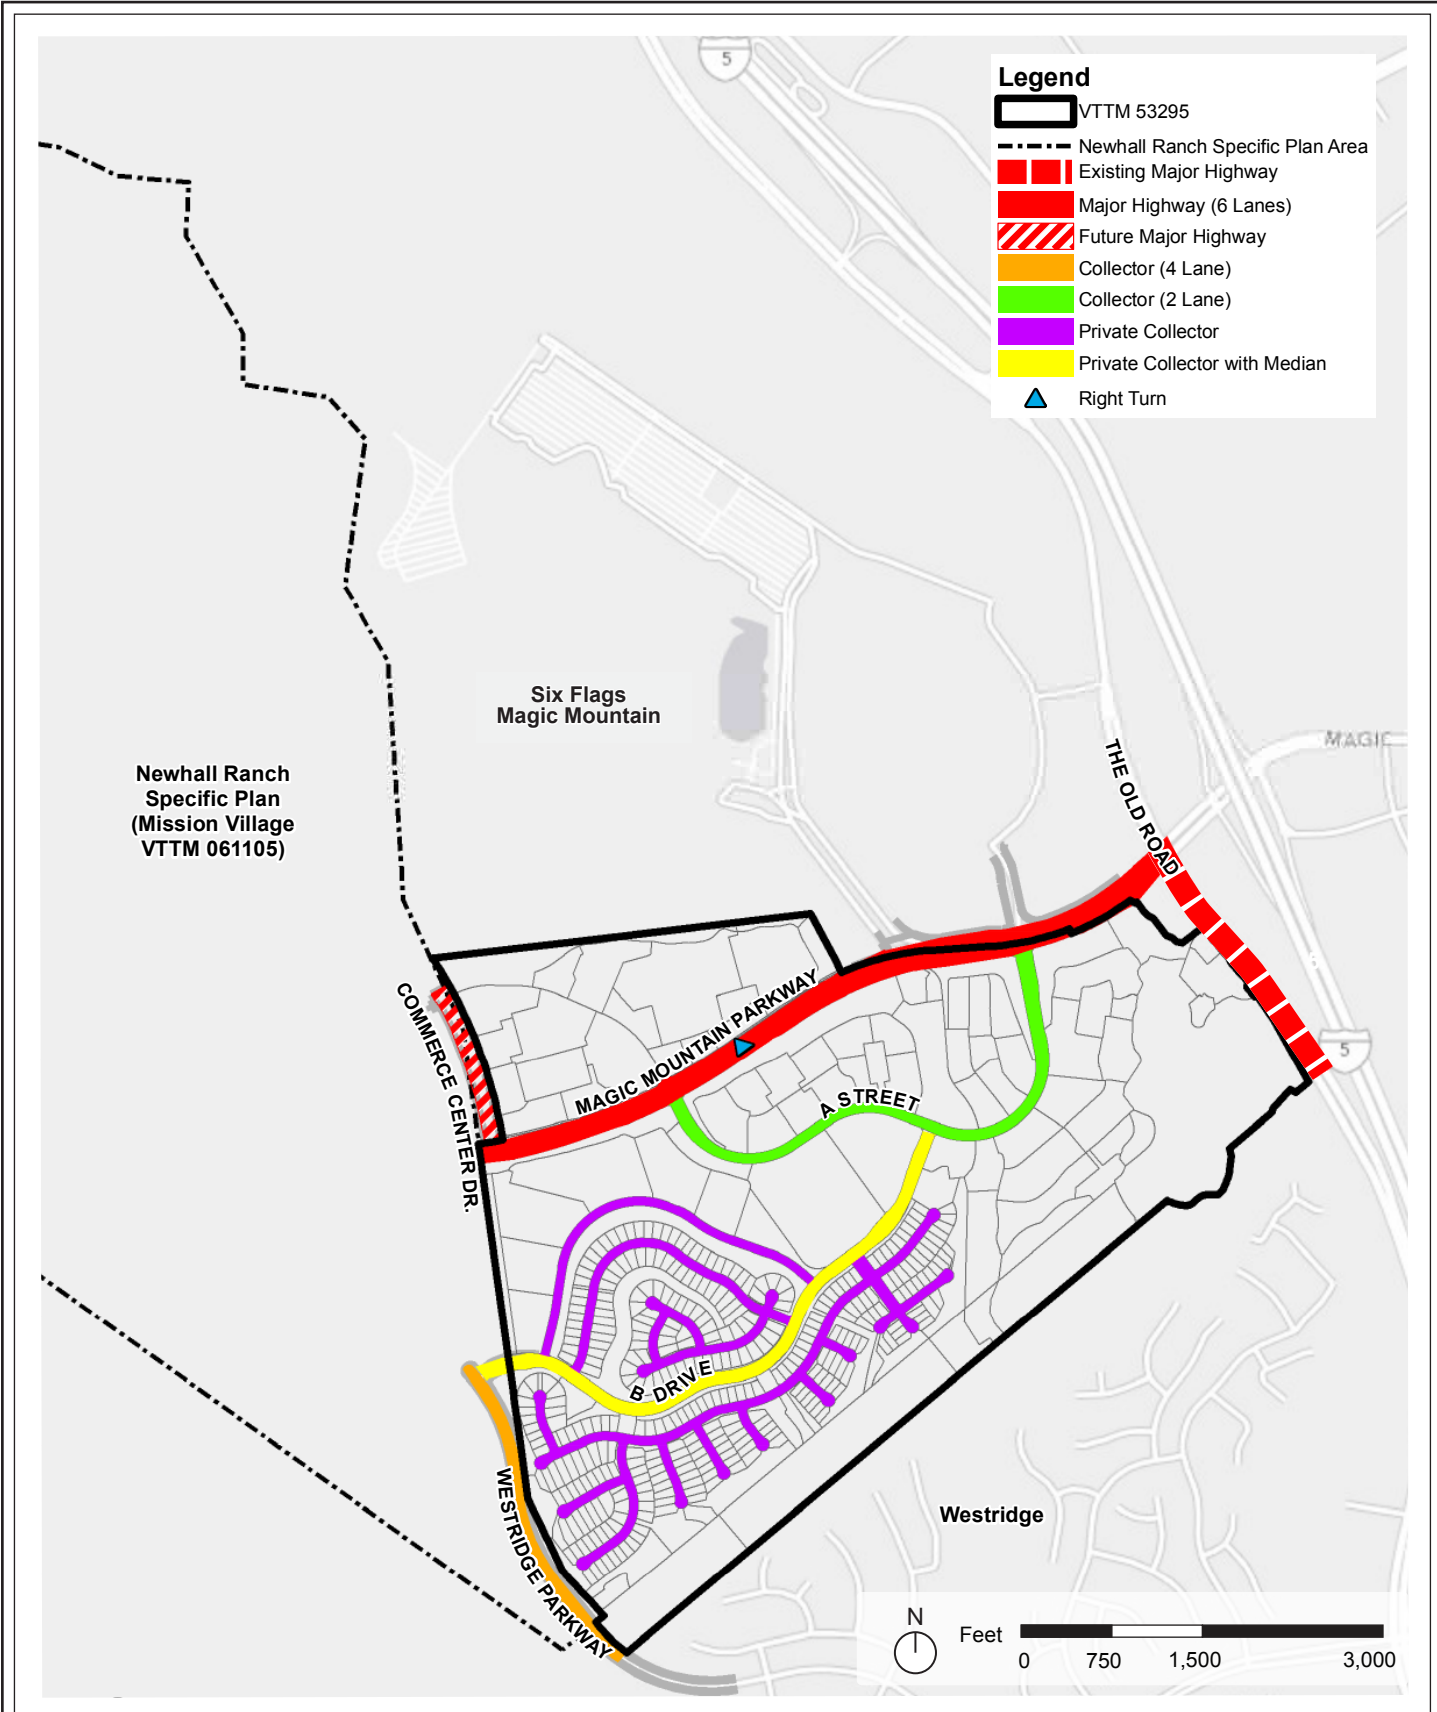 5
Legend
VTTM 53295
Newhall Ranch Specific Plan Area
Existing Major Highway
Major Highway (6 Lanes)
Future Major Highway
Collector (4 Lane)
Collector (2 Lane)
Private Collector
Private Collector with Median
Right Turn
Six Flags
Magic Mountain
THE OLD ROAD
MAGIC
Newhall Ranch
Specific Plan
(Mission Village
VTTM 061105)
COMMERCE CENTER DR.
MAGIC MOUNTAIN PARKWAY
5
A STREET
B DRIVE
WESTRIDGE PARKWAY
Westridge
N
Feet
0 750 1,500 3,000